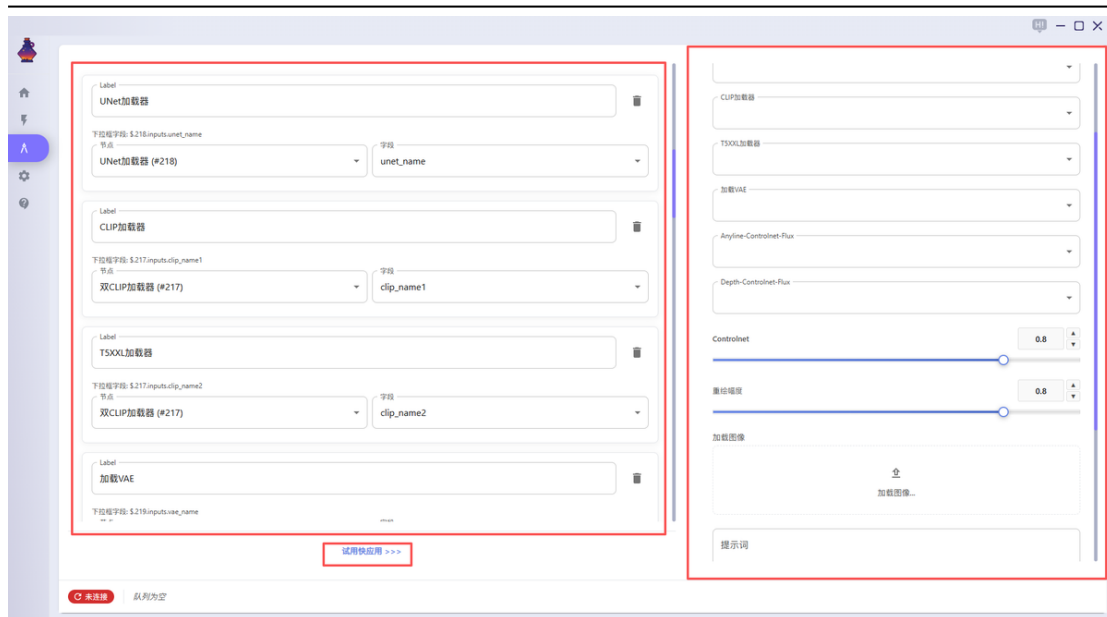 Label
UNet加载器
下拉框字段: $.218.inputs.unet_name
节点
字段
UNet加载器 (#218)
unet_name
Label
CLIP加载器
下拉框字段: $.217.inputs.clip_name1
节点
字段
双CLIP加载器 (#217)
clip_name1
Label
T5XXL加载器
下拉框字段: $.217.inputs.clip_name2
节点
字段
双CLIP加载器 (#217)
clip_name2
Label
加载VAE
下拉框字段: $.219.inputs.vae_name
试用快应用 >>>
CLIP加载器
T5XXL加载器
加载VAE
Anyline-Controlnet-Flux
Depth-Controlnet-Flux
Controlnet
0.8
重绘幅度
0.8
加载图像
加载图像...
提示词
未连接
队列为空